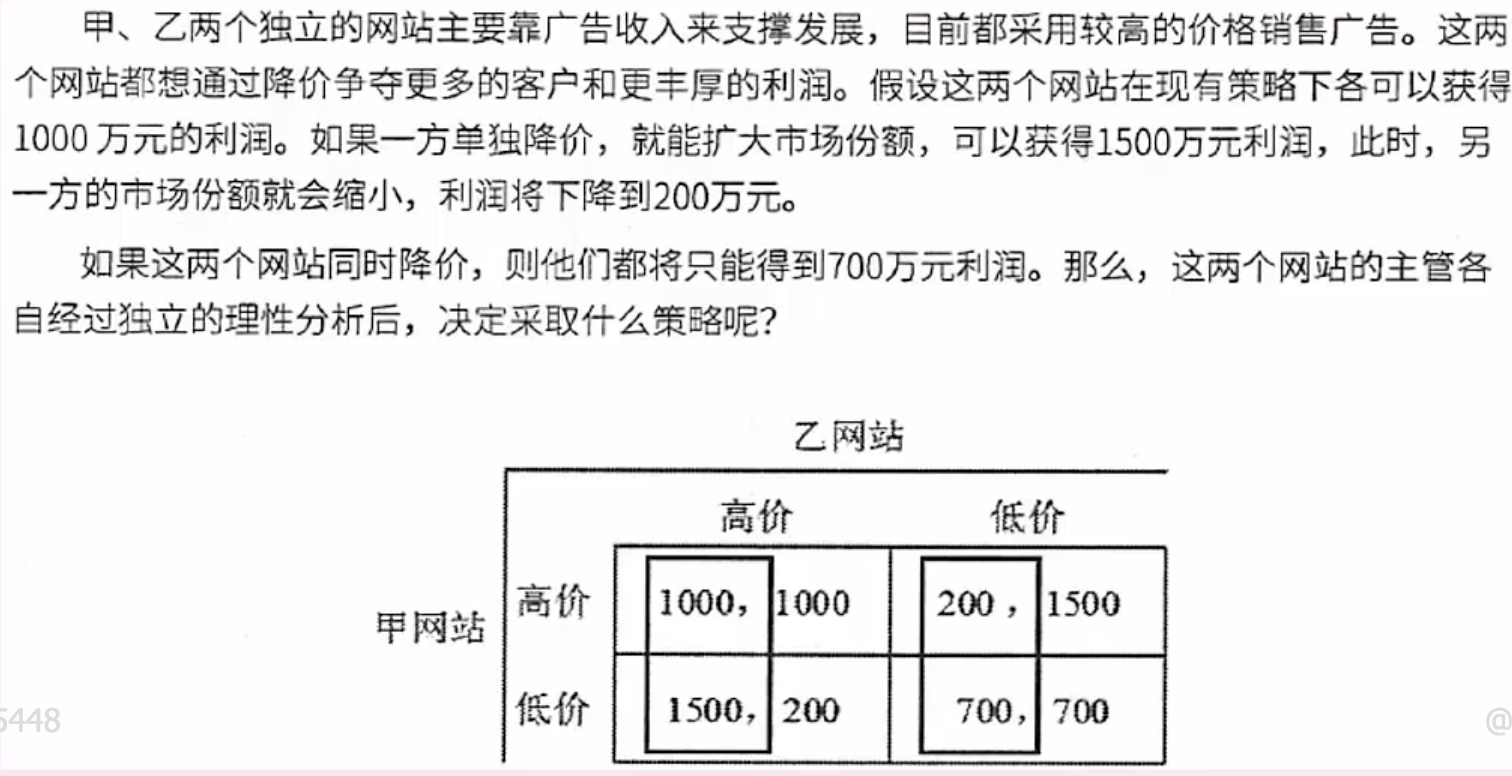 甲、乙两个独立的网站主要靠广告收入来支撑发展，目前都采用较高的价格销售广告。这两
个网站都想通过降价争夺更多的客户和更丰厚的利润。假设这两个网站在现有策略下各可以获得
1000 万元的利润。如果一方单独降价，就能扩大市场份额，可以获得1500万元利润，此时，另
一方的市场份额就会缩小，利润将下降到200万元。
如果这两个网站同时降价，则他们都将只能得到700万元利润。那么，这两个网站的主管各
自经过独立的理性分析后，决定采取什么策略呢？
乙网站
高价 低价
甲网站
高价 1000， 1000 200， 1500
低价 1500， 200 700， 700
5448 @